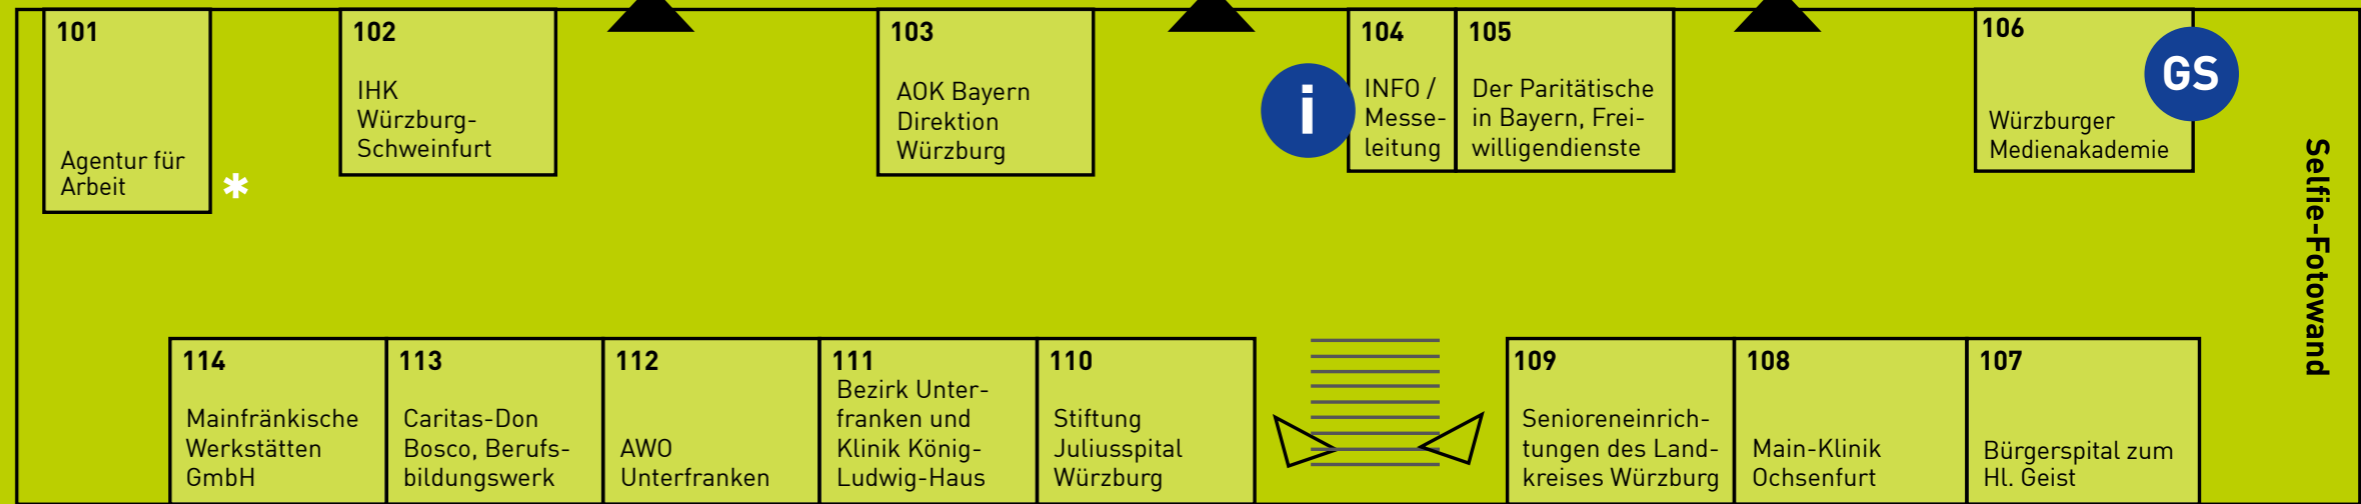 101
Agentur für
Arbeit
*
102
IHK
Würzburg-
Schweinfurt
103
AOK Bayern
Direktion
Würzburg
i
104
INFO /
Messe-
leitung
105
Der Paritätische
in Bayern, Frei-
willigendienste
106
Würzburger
Medienakademie
GS
Selfie-Fotowand
114
Mainfränkische
Werkstätten
GmbH
113
Caritas-Don
Bosco, Berufs-
bildungswerk
112
AWO
Unterfranken
111
Bezirk Unter-
franken und
Klinik König-
Ludwig-Haus
110
Stiftung
Juliusspital
Würzburg
109
Senioreneinrich-
tungen des Land-
kreises Würzburg
108
Main-Klinik
Ochsenfurt
107
Bürgerspital zum
Hl. Geist